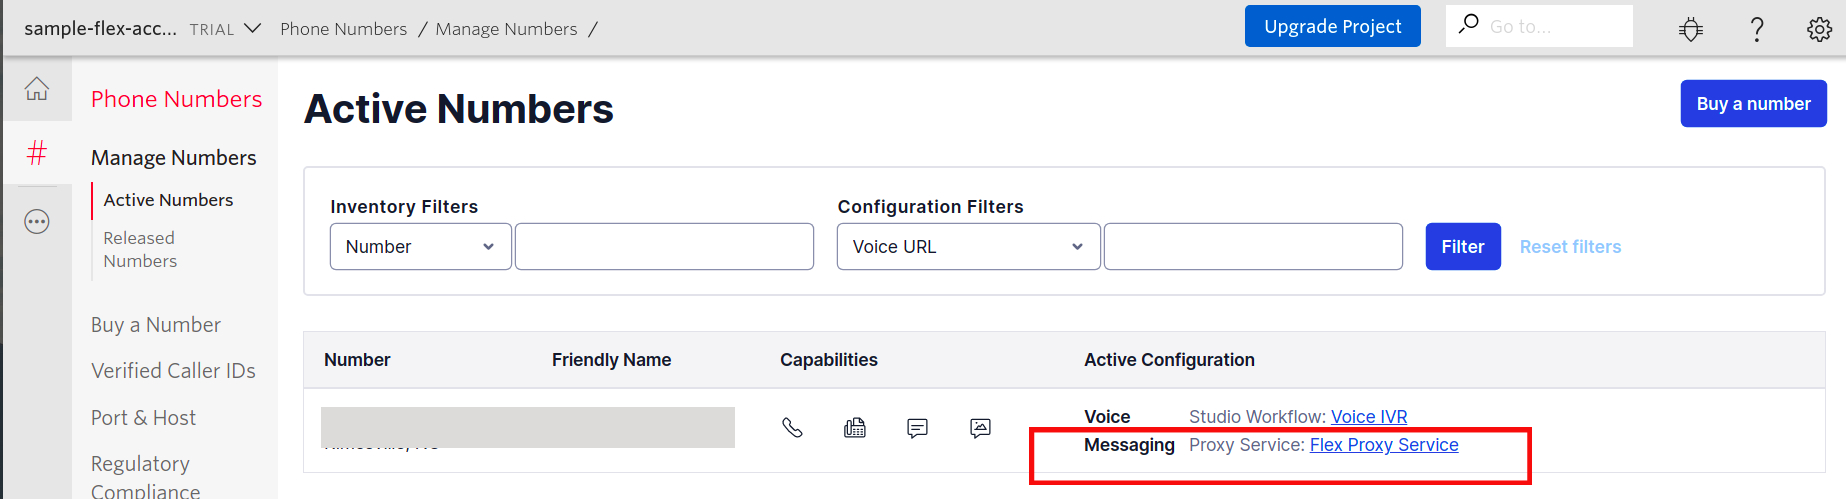 sample-flex-acc... TRIAL Phone Numbers / Manage Numbers /
Upgrade Project
Go to...
Phone Numbers
Manage Numbers
Active Numbers
Released
Numbers
Buy a Number
Verified Caller IDs
Port & Host
Regulatory
Compliance
Active Numbers
Buy a number
Inventory Filters
Configuration Filters
Number
Voice URL
Filter
Reset filters
Number Friendly Name Capabilities Active Configuration
Voice Studio Workflow: Voice IVR
Messaging Proxy Service: Flex Proxy Service